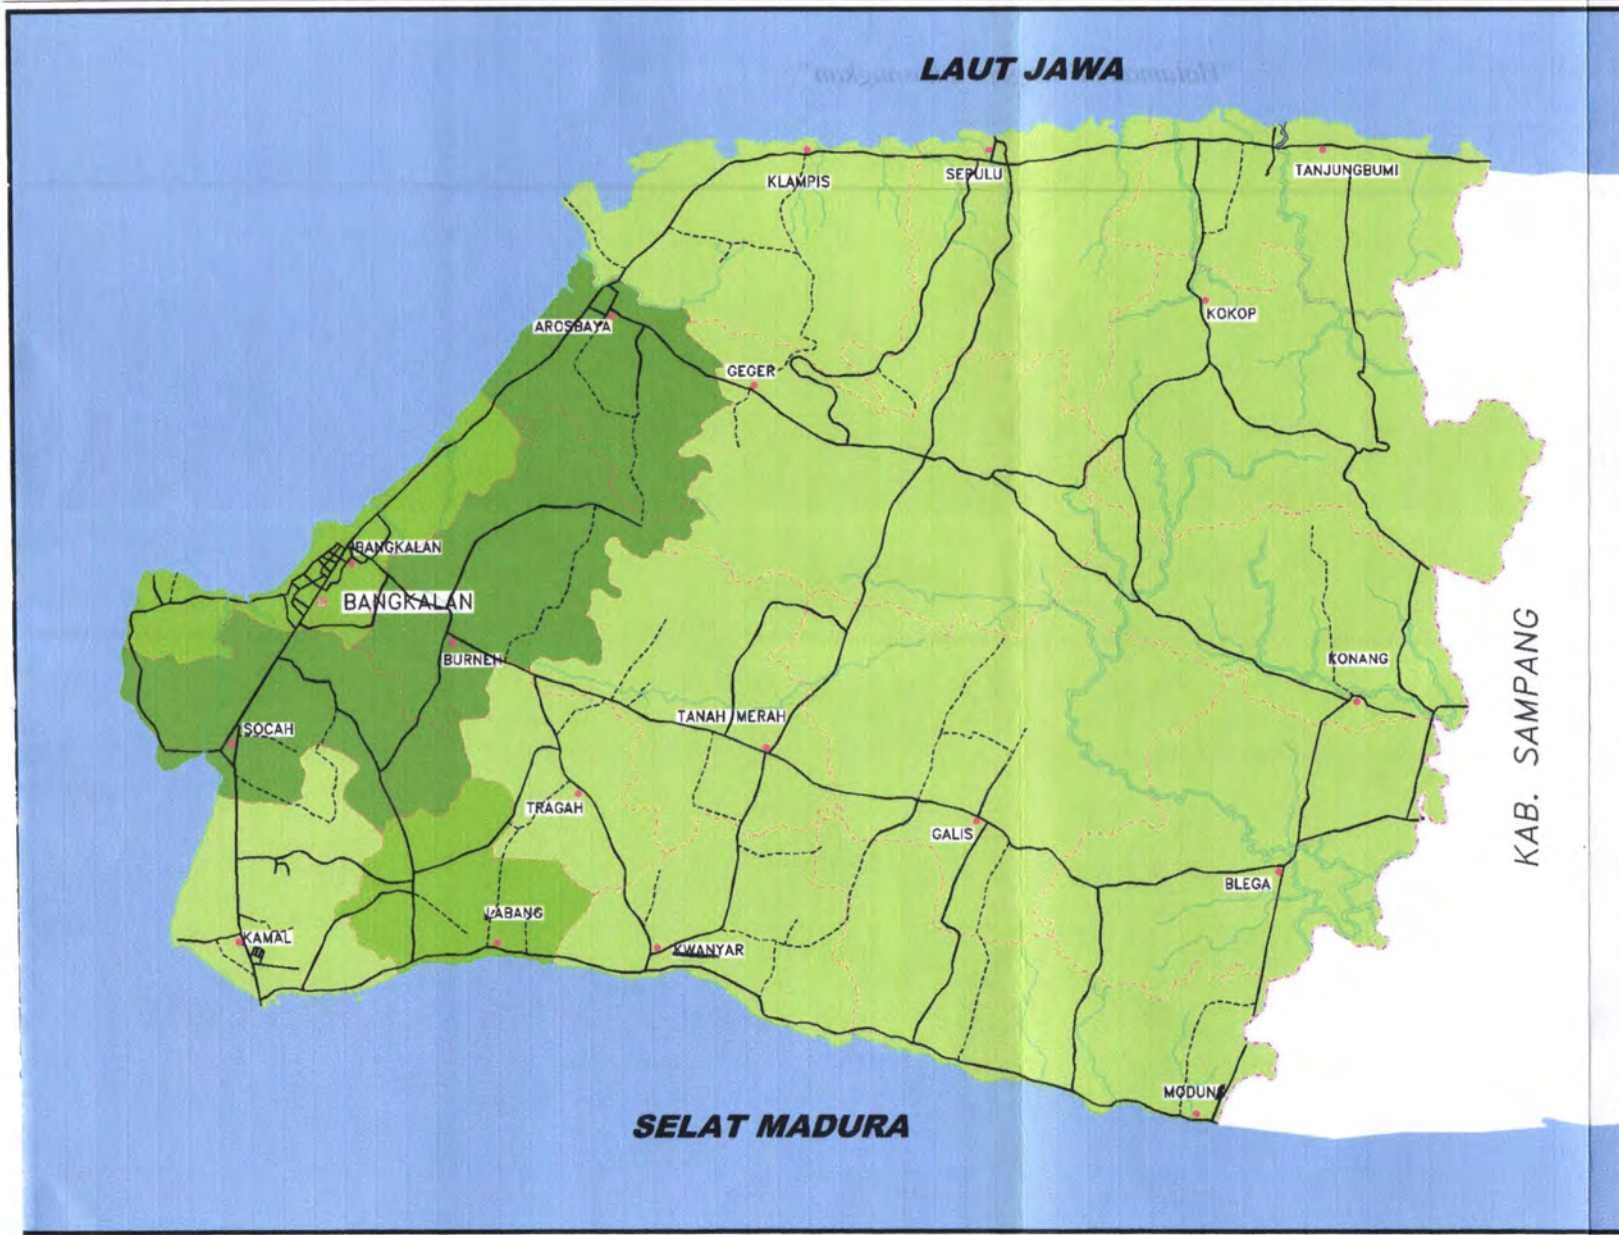 LAUT JAWA
KLAMPIS
SEPULU
TANJUNGBUMI
KOKOP
AROSBAYA
GEGER
BANGKALAN
BANGKALAN
BURNEH
KONANG
SOCAH
TANAH MERAH
TRAGAH
GALIS
BLEGA
LABANG
KAMAL
KWANYAR
MODUNG
KAB. SAMPANG
SELAT MADURA